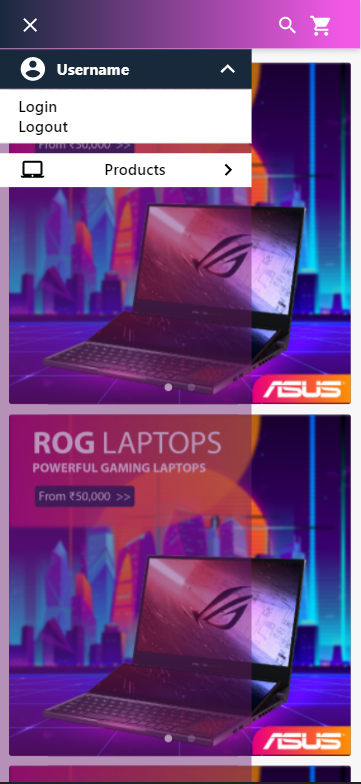 Username
Login
Logout
From ₹50,000 >>
Products
ASUS
ROG LAPTOPS
POWERFUL GAMING LAPTOPS
From ₹50,000 >>
ASUS